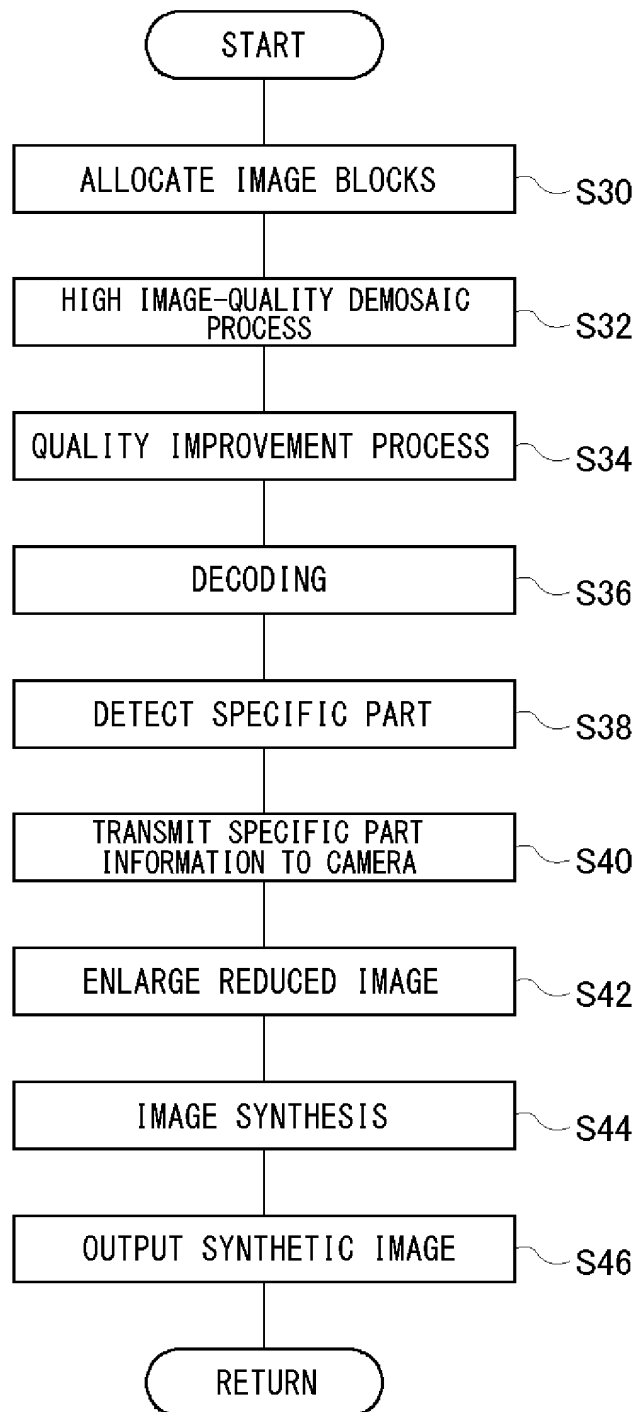 START
ALLOCATE IMAGE BLOCKS
S30
HIGH IMAGE-QUALITY DEMOSAIC
PROCESS
S32
QUALITY IMPROVEMENT PROCESS
S34
DECODING
S36
DETECT SPECIFIC PART
S38
TRANSMIT SPECIFIC PART
INFORMATION TO CAMERA
S40
ENLARGE REDUCED IMAGE
S42
IMAGE SYNTHESIS
S44
OUTPUT SYNTHETIC IMAGE
S46
RETURN